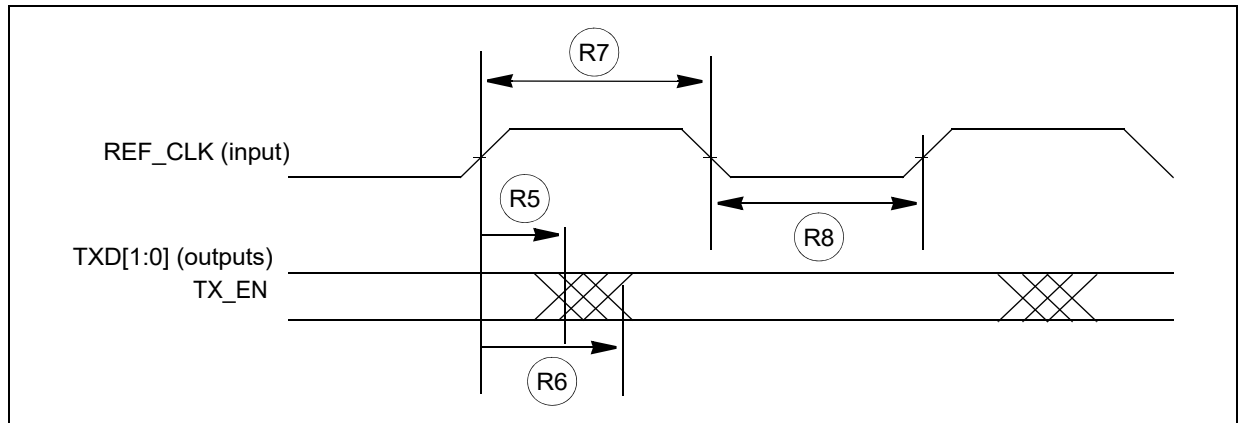 R7
REF_CLK (input)
R5
R8
TXD[1:0] (outputs)
TX_EN
R6